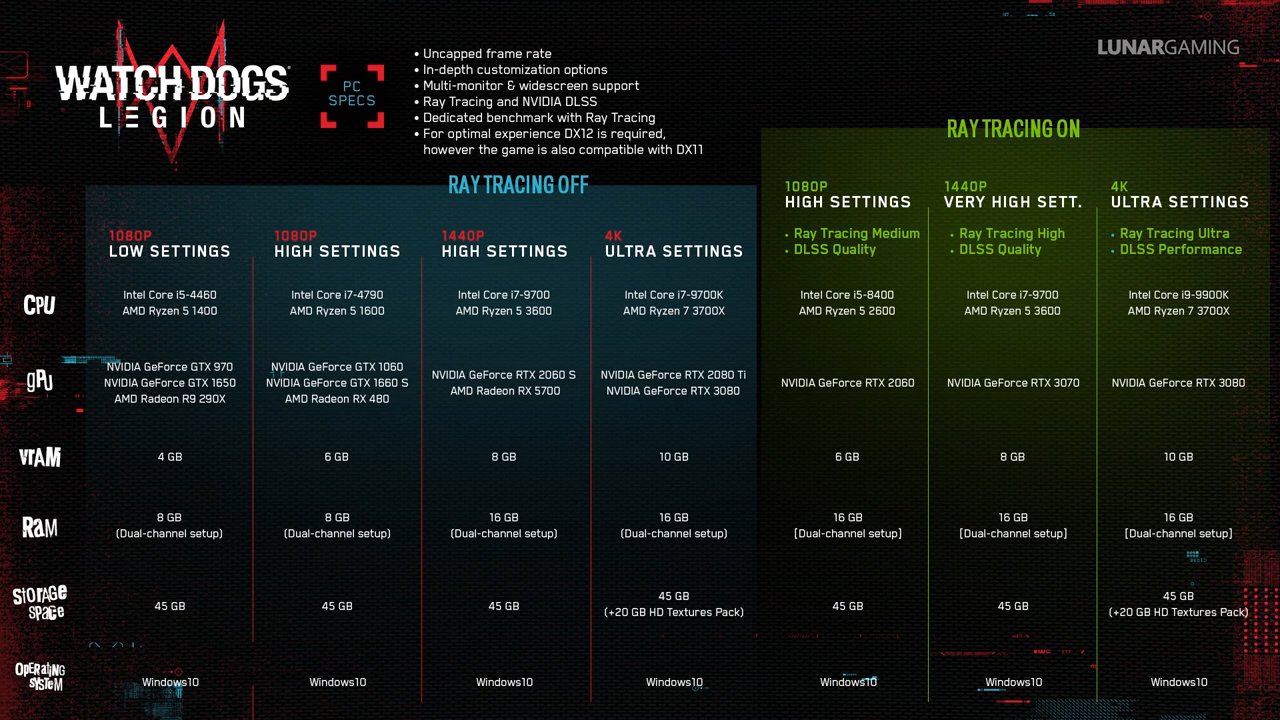 WATCH DOGS
LEGION
PC
SPECS
• Uncapped frame rate
• In-depth customization options
• Multi-monitor & widescreen support
• Ray Tracing and NVIDIA DLSS
• Dedicated benchmark with Ray Tracing
• For optimal experience DX12 is required,
however the game is also compatible with DX11
LUNARGAMING
RAY TRACING OFF
RAY TRACING ON
1080P
LOW SETTINGS
1080P
HIGH SETTINGS
1440P
HIGH SETTINGS
4K
ULTRA SETTINGS
1080P
HIGH SETTINGS
• Ray Tracing Medium
• DLSS Quality
1440P
VERY HIGH SETT.
• Ray Tracing High
• DLSS Quality
4K
ULTRA SETTINGS
• Ray Tracing Ultra
• DLSS Performance
CPU
Intel Core i5-4460
AMD Ryzen 5 1400
Intel Core i7-4790
AMD Ryzen 5 1600
Intel Core i7-9700
AMD Ryzen 5 3600
Intel Core i7-9700K
AMD Ryzen 7 3700X
Intel Core i5-8400
AMD Ryzen 5 2600
Intel Core i7-9700
AMD Ryzen 5 3600
Intel Core i9-9900K
AMD Ryzen 7 3700X
gPU
NVIDIA GeForce GTX 970
NVIDIA GeForce GTX 1650
AMD Radeon R9 290X
NVIDIA GeForce GTX 1060
NVIDIA GeForce GTX 1660 S
AMD Radeon RX 480
NVIDIA GeForce RTX 2060 S
AMD Radeon RX 5700
NVIDIA GeForce RTX 2080 Ti
NVIDIA GeForce RTX 3080
NVIDIA GeForce RTX 2060
NVIDIA GeForce RTX 3070
NVIDIA GeForce RTX 3080
vrAM
4 GB
6 GB
8 GB
10 GB
6 GB
8 GB
10 GB
RaM
8 GB
(Dual-channel setup)
8 GB
(Dual-channel setup)
16 GB
(Dual-channel setup)
16 GB
(Dual-channel setup)
16 GB
[Dual-channel setup]
16 GB
[Dual-channel setup]
16 GB
[Dual-channel setup]
StORAge
sPAce
45 GB
45 GB
45 GB
45 GB
(+20 GB HD Textures Pack)
45 GB
45 GB
45 GB
(+20 GB HD Textures Pack)
OpeRatiNG
sYSTeM
Windows10
Windows10
Windows10
Windows10
Windows10
Windows10
Windows10